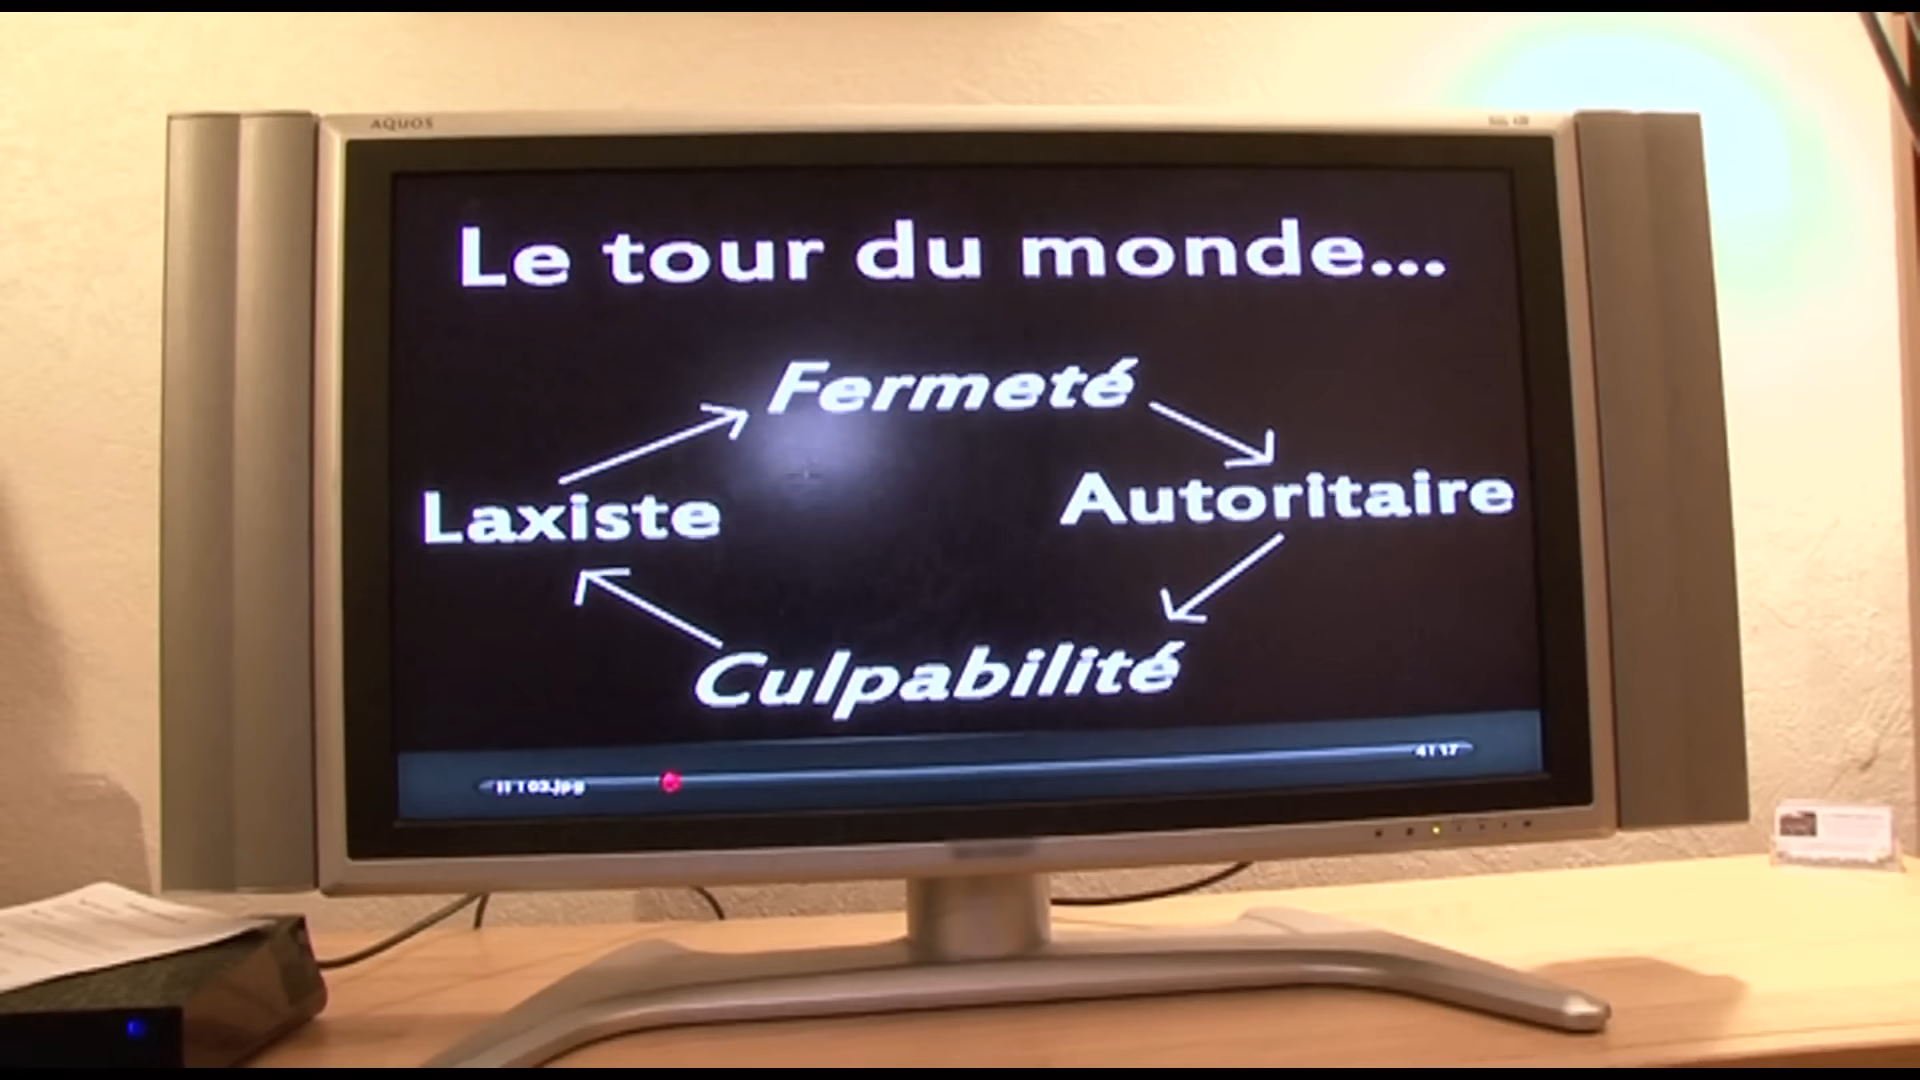 AQUOS
Le tour du monde...
Fermeté
Laxiste
Autoritaire
Culpabilité